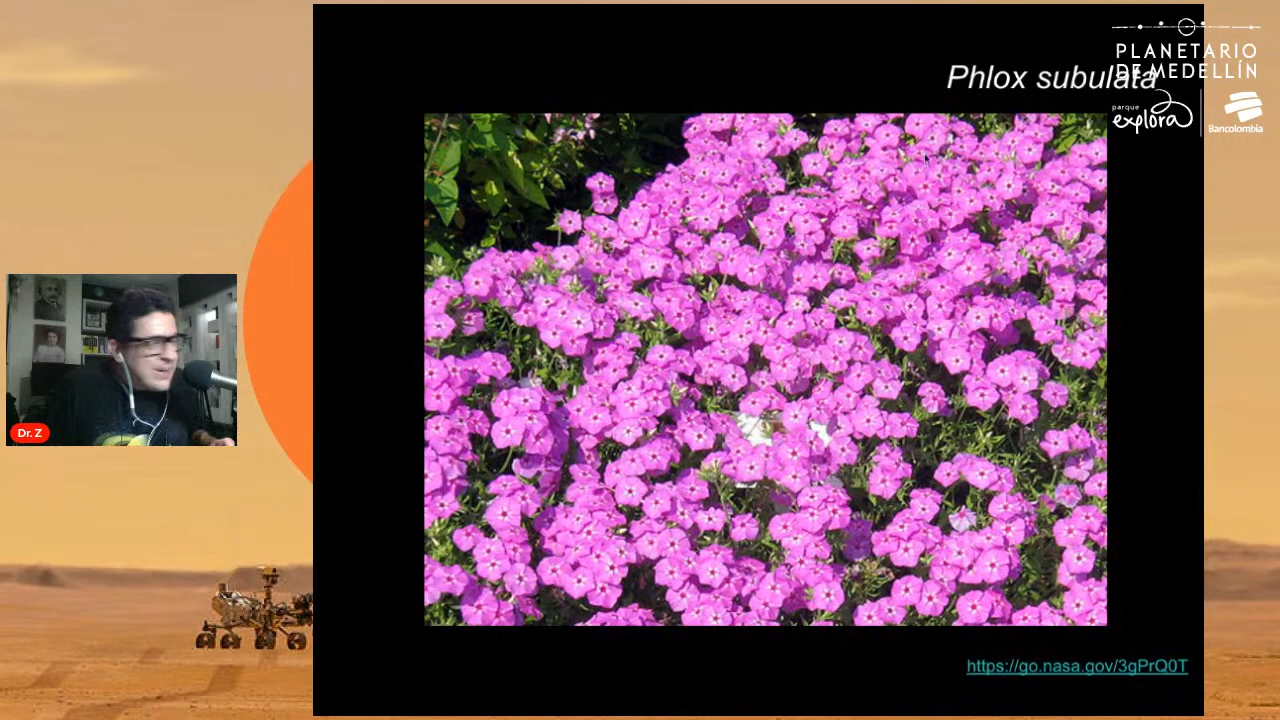 PLANETARIO
DE MEDELLÍN
Phlox subulata
parque
explora
Bancolombia
Dr. Z
https://go.nasa.gov/3gPrQ0T